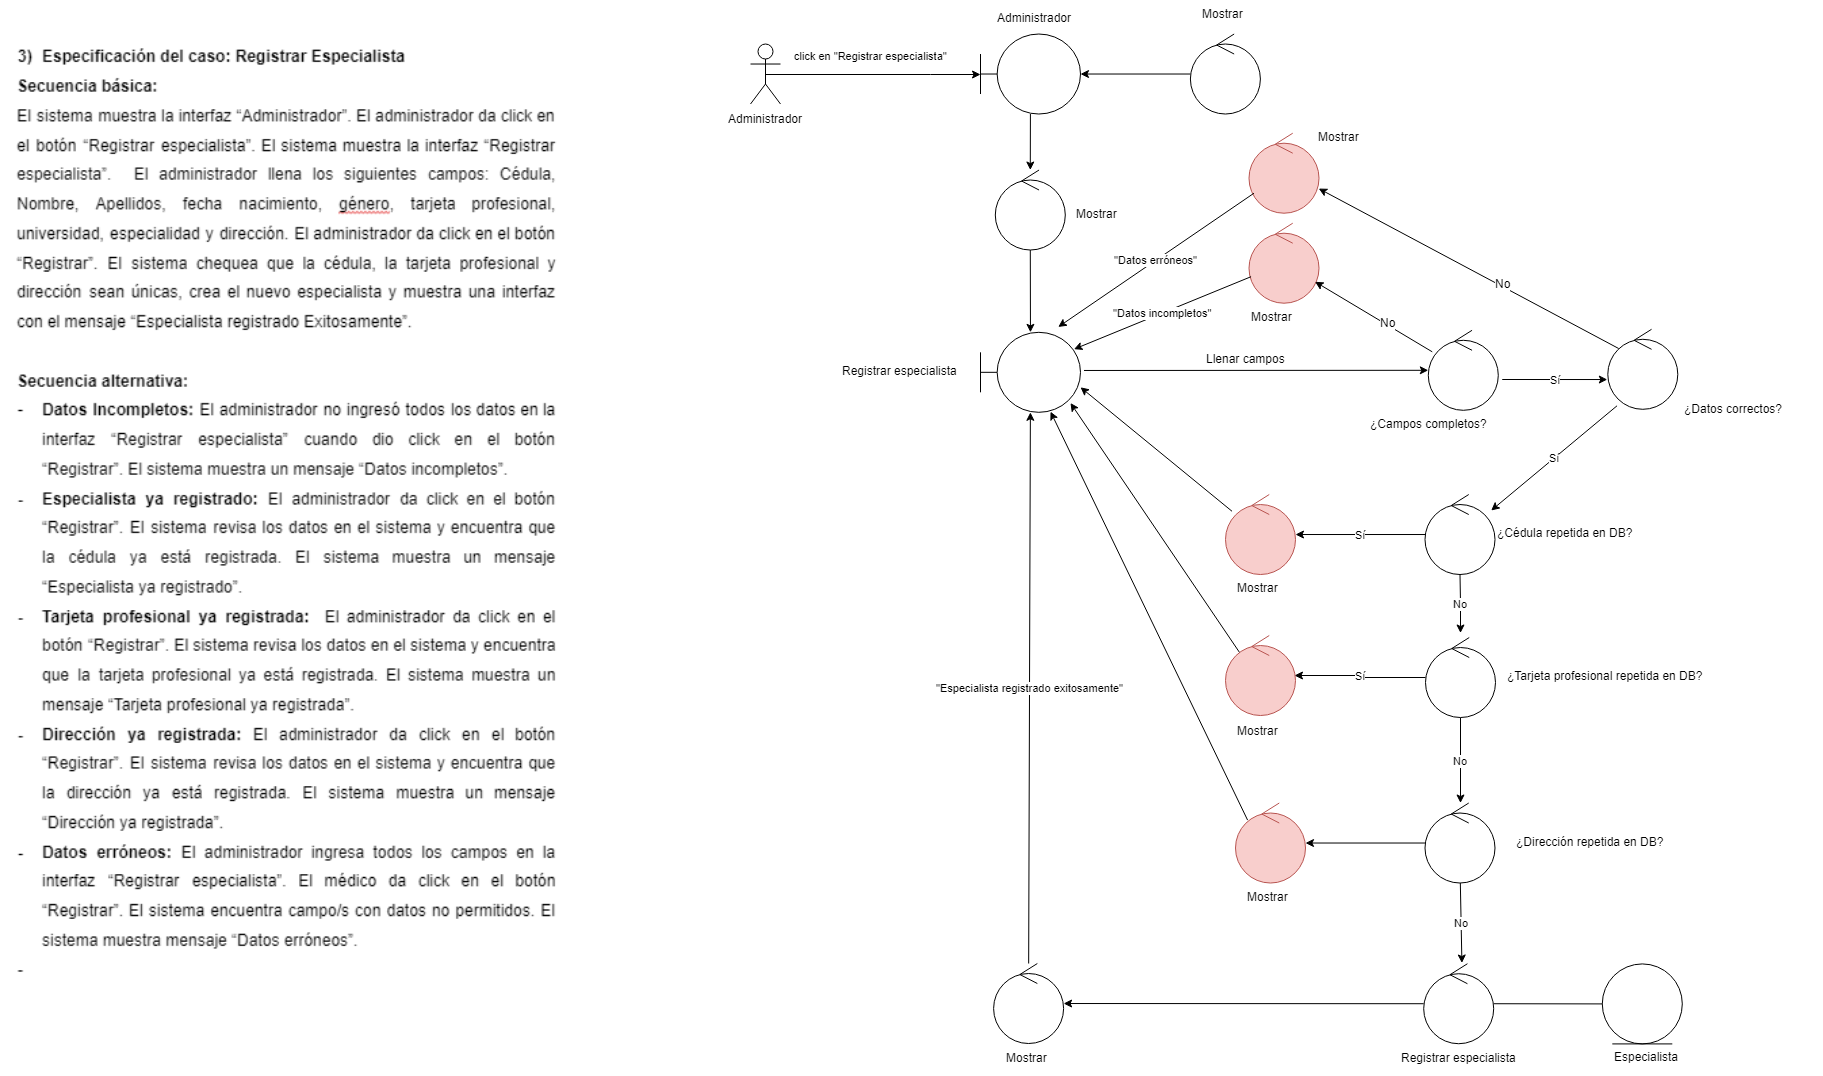 3) Especificación del caso: Registrar Especialista
Secuencia básica:
El sistema muestra la interfaz “Administrador”. El administrador da click en
el botón “Registrar especialista”. El sistema muestra la interfaz “Registrar
especialista”. El administrador llena los siguientes campos: Cédula,
Nombre, Apellidos, fecha nacimiento, género, tarjeta profesional,
universidad, especialidad y dirección. El administrador da click en el botón
“Registrar”. El sistema chequea que la cédula, la tarjeta profesional y
dirección sean únicas, crea el nuevo especialista y muestra una interfaz
con el mensaje “Especialista registrado Exitosamente”.
Secuencia alternativa:
- Datos Incompletos: El administrador no ingresó todos los datos en la
interfaz “Registrar especialista” cuando dio click en el botón
“Registrar”. El sistema muestra un mensaje “Datos incompletos”.
- Especialista ya registrado: El administrador da click en el botón
“Registrar”. El sistema revisa los datos en el sistema y encuentra que
la cédula ya está registrada. El sistema muestra un mensaje
“Especialista ya registrado”.
- Tarjeta profesional ya registrada: El administrador da click en el
botón “Registrar”. El sistema revisa los datos en el sistema y encuentra
que la tarjeta profesional ya está registrada. El sistema muestra un
mensaje “Tarjeta profesional ya registrada”.
- Dirección ya registrada: El administrador da click en el botón
“Registrar”. El sistema revisa los datos en el sistema y encuentra que
la dirección ya está registrada. El sistema muestra un mensaje
“Dirección ya registrada”.
- Datos erróneos: El administrador ingresa todos los campos en la
interfaz “Registrar especialista”. El médico da click en el botón
“Registrar”. El sistema encuentra campo/s con datos no permitidos. El
sistema muestra mensaje “Datos erróneos”.
-
Administrador
Mostrar
click en "Registrar especialista"
Administrador
Mostrar
Mostrar
"Datos erróneos"
No
"Datos incompletos"
Mostrar
No
Registrar especialista
Llenar campos
Sí
¿Campos completos?
¿Datos correctos?
Sí
Sí
¿Cédula repetida en DB?
Mostrar
No
Sí
¿Tarjeta profesional repetida en DB?
"Especialista registrado exitosamente"
Mostrar
No
¿Dirección repetida en DB?
Mostrar
No
Mostrar
Registrar especialista
Especialista